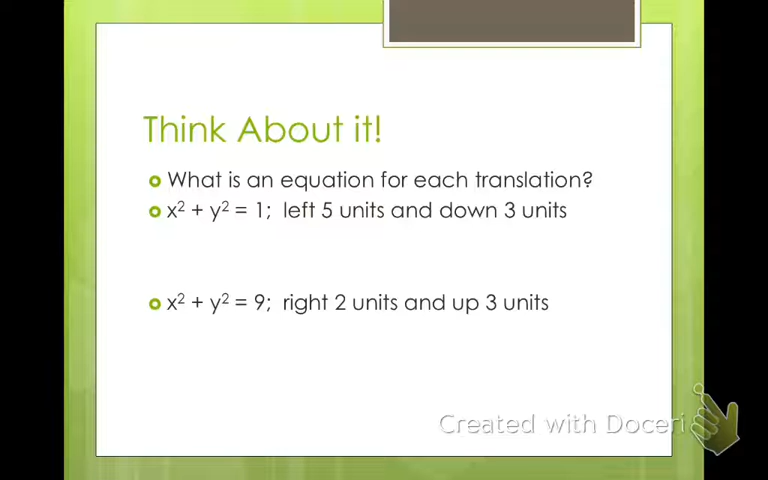 Think About it!
What is an equation for each translation?
x² + y² = 1; left 5 units and down 3 units
x² + y² = 9; right 2 units and up 3 units
Created with Doceri